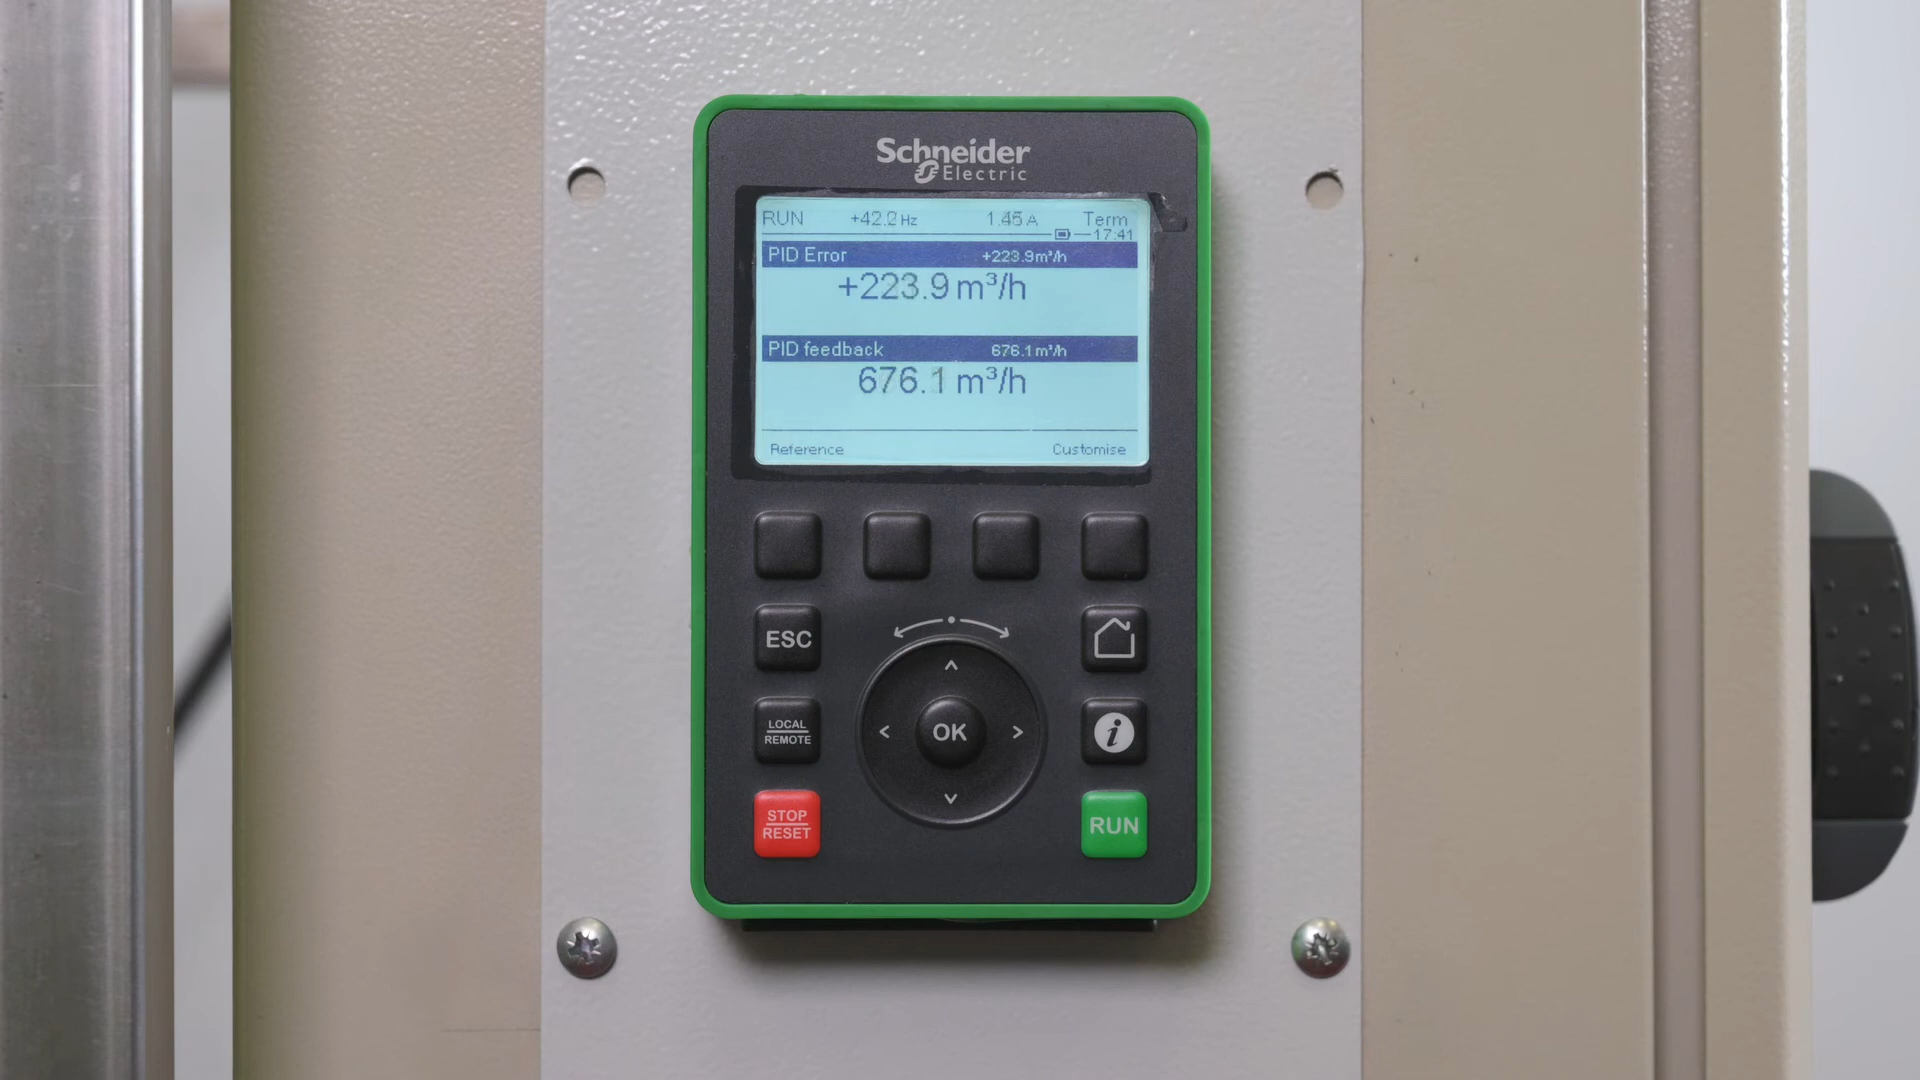 Schneider
Electric
RUN +42.2 Hz 1.45 A Term
17:41
PID Error +223.9 m³/h
+223.9 m³/h
PID feedback 676.1 m³/h
676.1 m³/h
Reference Customise
ESC
LOCAL
REMOTE
OK
i
STOP
RESET
RUN